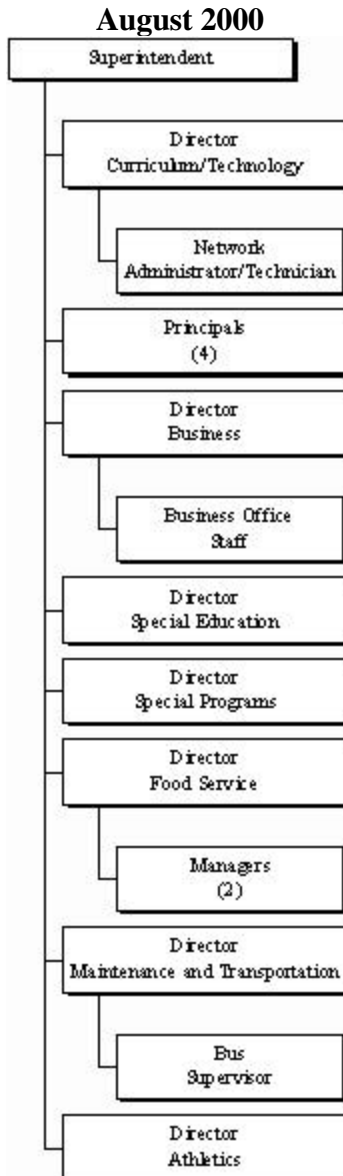 August 2000
Superintendent
Director
Curriculum/Technology
Network
Administrator/Technician
Principals
(4)
Director
Business
Business Office
Staff
Director
Special Education
Director
Special Programs
Director
Food Service
Managers
(2)
Director
Maintenance and Transportation
Bus
Supervisor
Director
Athletics